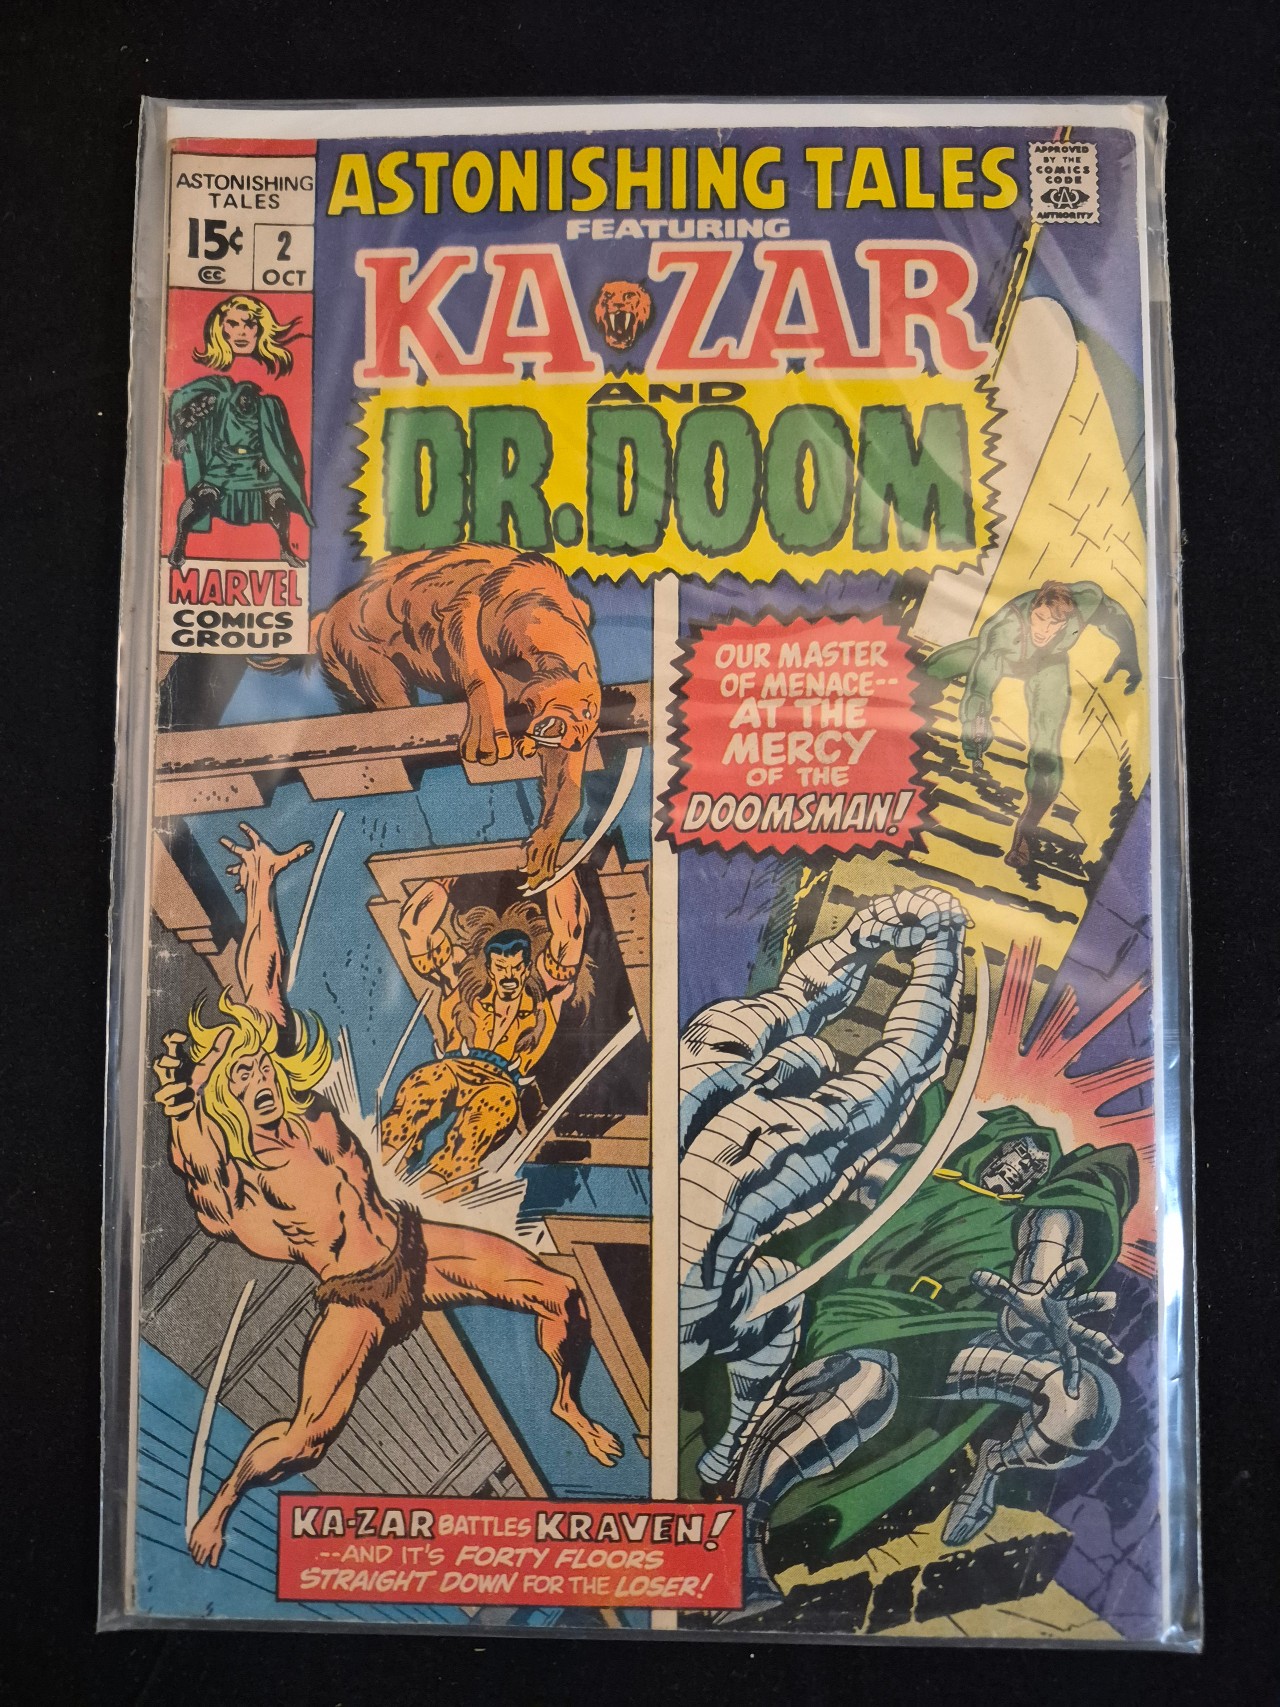 ASTONISHING
TALES
15¢
2
CC
OCT
MARVEL
COMICS
GROUP
ASTONISHING TALES
FEATURING
KA-ZAR
AND
DR. DOOM
APPROVED
BY THE
COMICS
CODE
CA
AUTHORITY
OUR MASTER
OF MENACE--
AT THE
MERCY
OF THE
DOOMSMAN!
KA-ZAR BATTLES KRAVEN!
--AND IT'S FORTY FLOORS
STRAIGHT DOWN FOR THE LOSER!